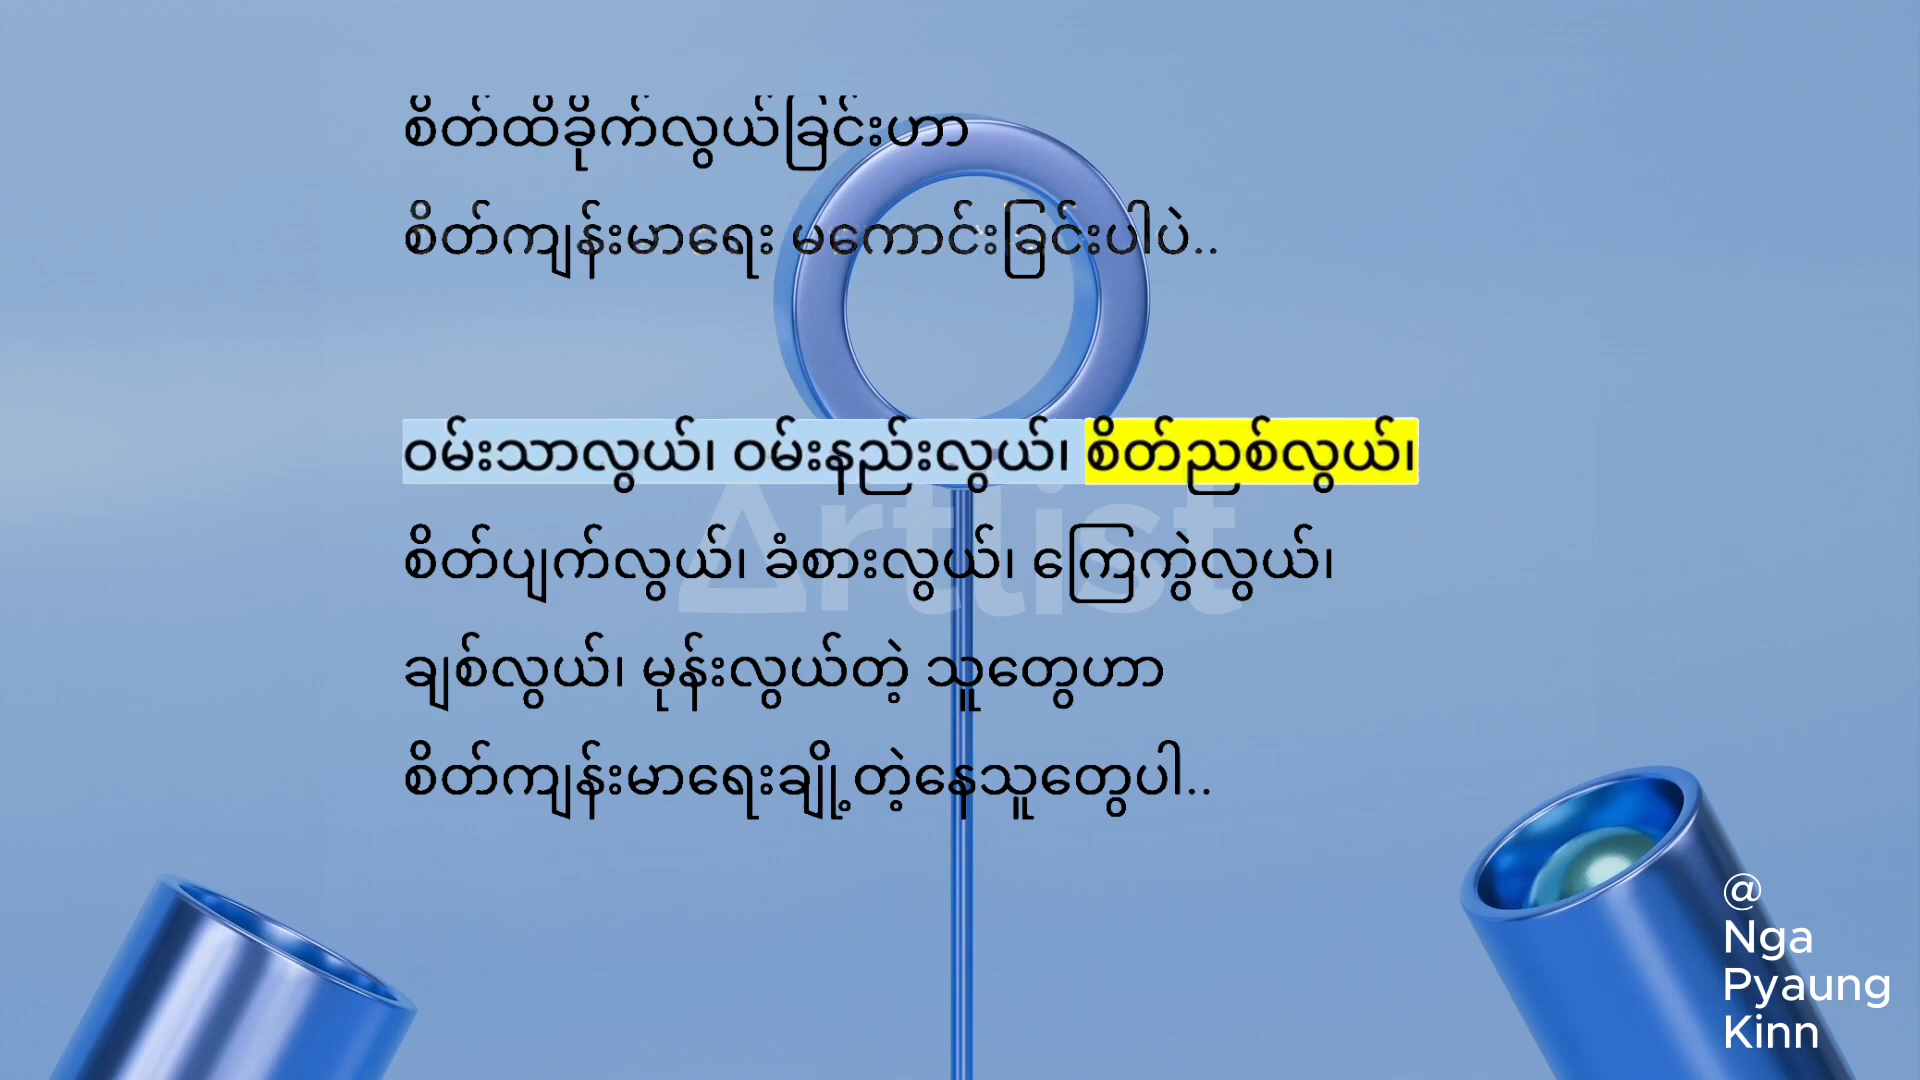 စိတ်ထိခိုက်လွယ်ခြင်းဟာ
စိတ်ကျန်းမာရေး မကောင်းခြင်းပါပဲ..
ဝမ်းသာလွယ်၊ ဝမ်းနည်းလွယ်၊ စိတ်ညစ်လွယ်၊
စိတ်ပျက်လွယ်၊ ခံစားလွယ်၊ ကြေကွဲလွယ်၊
ချစ်လွယ်၊ မုန်းလွယ်တဲ့ သူတွေဟာ
စိတ်ကျန်းမာရေးချို့တဲ့နေသူတွေပါ..
Artlist
@
Nga
Pyaung
Kinn